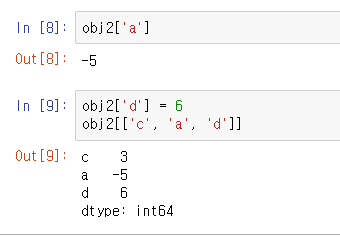 In [8]: obj2['a']
Out[8]: -5
In [9]: obj2['d'] = 6
obj2[['c', 'a', 'd']]
Out[9]: c    3
a   -5
d    6
dtype: int64